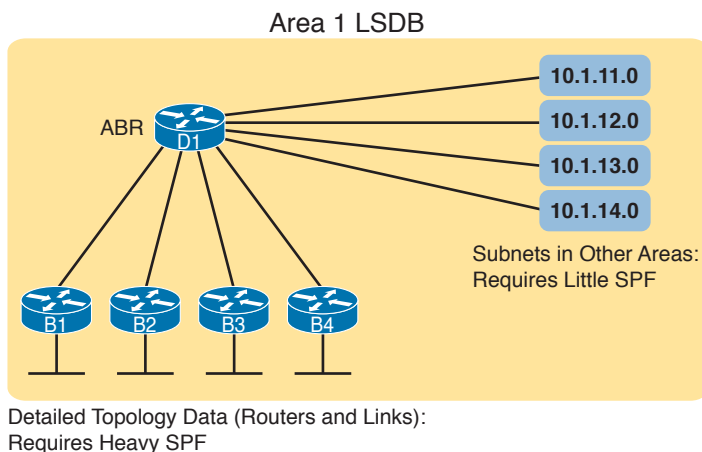 Area 1 LSDB
10.1.11.0
ABR
D1
10.1.12.0
10.1.13.0
10.1.14.0
Subnets in Other Areas:
Requires Little SPF
B1
B2
B3
B4
Detailed Topology Data (Routers and Links):
Requires Heavy SPF